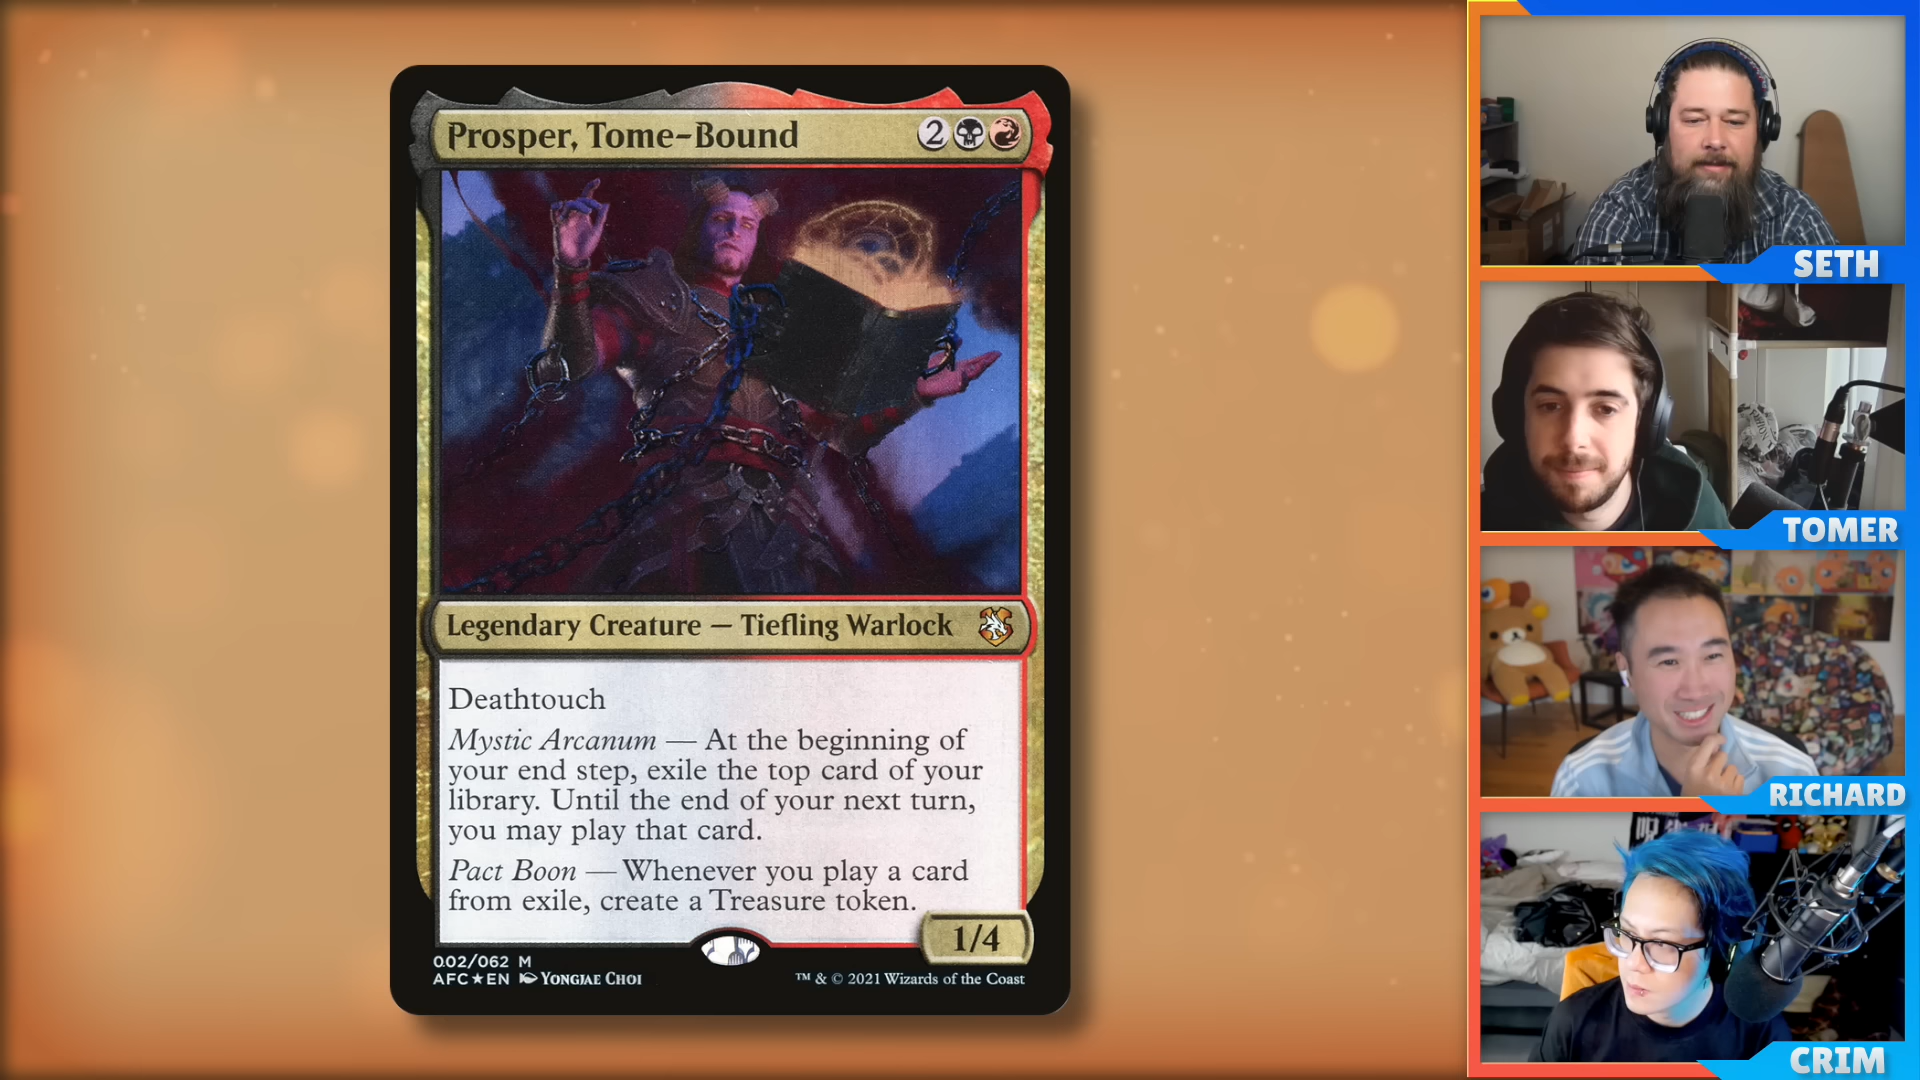 Prosper, Tome-Bound
2
Legendary Creature — Tiefling Warlock
Deathtouch
Mystic Arcanum — At the beginning of
your end step, exile the top card of your
library. Until the end of your next turn,
you may play that card.
Pact Boon — Whenever you play a card
from exile, create a Treasure token.
1/4
002/062 M
AFC★EN Yongjae Choi
™ & © 2021 Wizards of the Coast
SETH
TOMER
RICHARD
CRIM